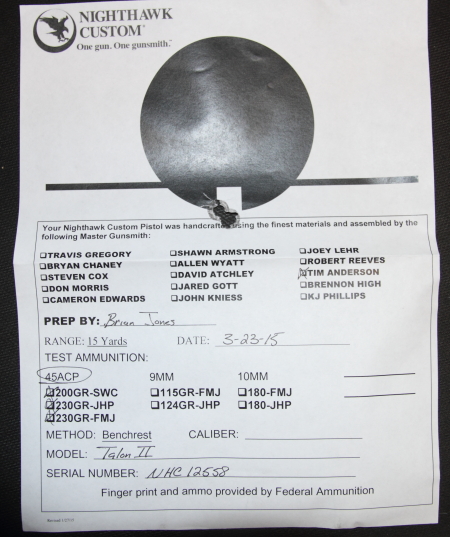 NIGHTHAWK
CUSTOM
One gun. One gunsmith.™
Your Nighthawk Custom Pistol was handcrafted using the finest materials and assembled by the
following Master Gunsmith:
❑TRAVIS GREGORY ❑SHAWN ARMSTRONG ❑JOEY LEHR
❑BRYAN CHANEY ❑ALLEN WYATT ❑ROBERT REEVES
❑STEVEN COX ❑DAVID ATCHLEY ☒TIM ANDERSON
❑DON MORRIS ❑JARED GOTT ❑BRENNON HIGH
❑CAMERON EDWARDS ❑JOHN KNIESS ❑KJ PHILLIPS
PREP BY: Brian Jones
RANGE: 15 Yards DATE: 3-23-15
TEST AMMUNITION:
45ACP 9MM 10MM
☒200GR-SWC ❑115GR-FMJ ❑180-FMJ
☒230GR-JHP ❑124GR-JHP ❑180-JHP
☒230GR-FMJ
METHOD: Benchrest CALIBER:
MODEL: Talon II
SERIAL NUMBER: NHC 12558
Finger print and ammo provided by Federal Ammunition